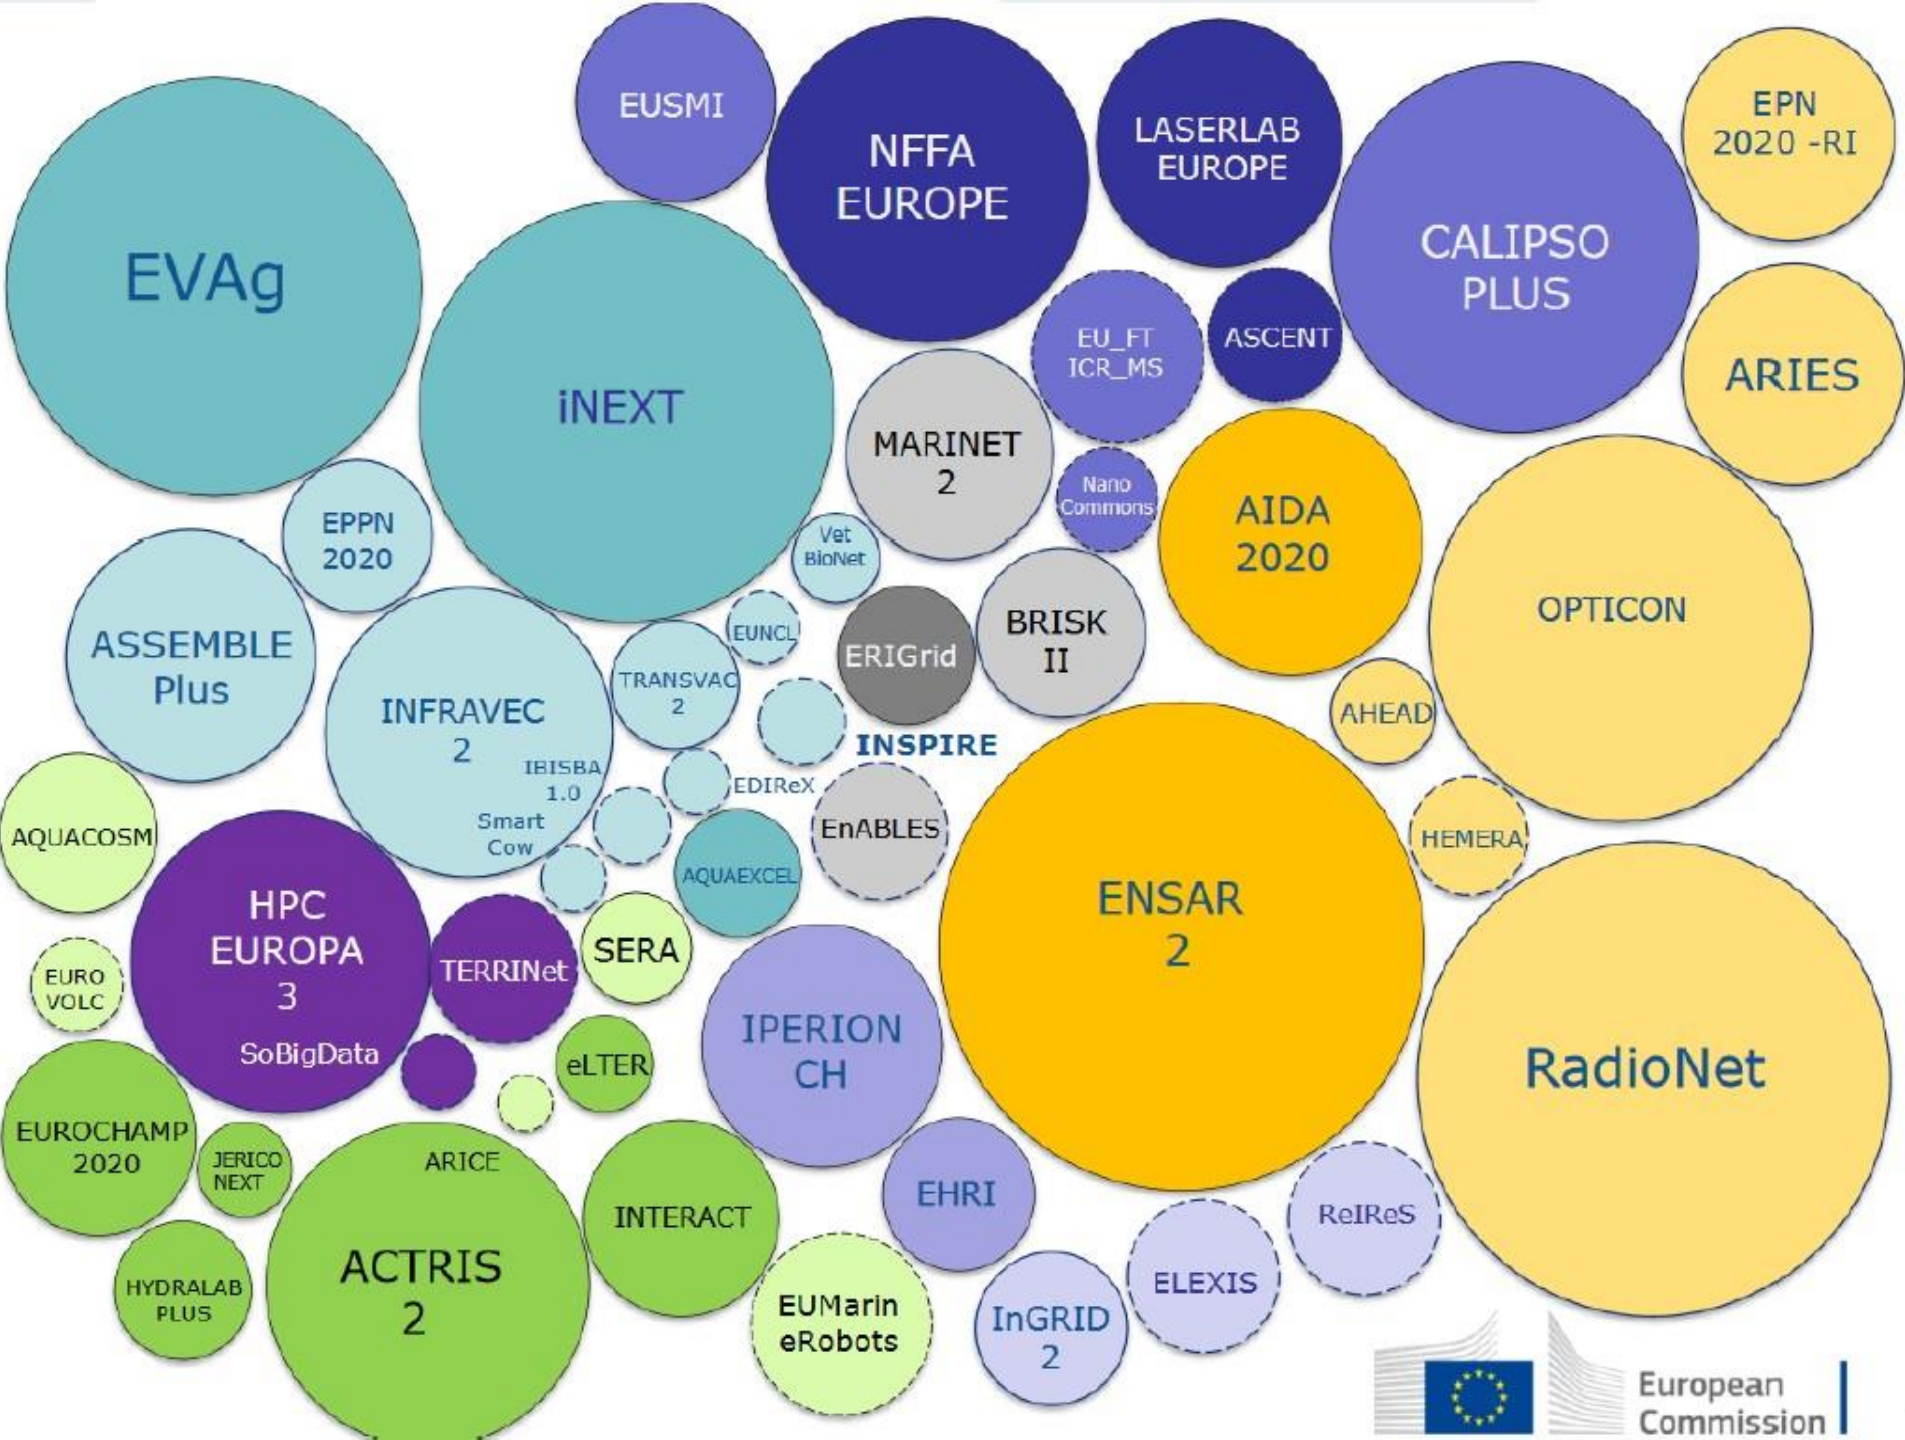 EUSMI
NFFA
EUROPE
LASERLAB
EUROPE
EPN
2020 -RI
EVAg
CALIPSO
PLUS
EU_FT
ICR_MS
ASCENT
ARIES
iNEXT
MARINET
2
Nano
Commons
AIDA
2020
EPPN
2020
Vet
BioNet
OPTICON
ASSEMBLE
Plus
EUNCL
ERIGrid
BRISK
II
INFRAVEC
2
TRANSVAC
2
AHEAD
INSPIRE
IBISBA
1.0
EDIReX
Smart
Cow
AQUACOSM
EnABLES
HEMERA
AQUAEXCEL
HPC
EUROPA
3
ENSAR
2
TERRINet
SERA
EURO
VOLC
SoBigData
IPERION
CH
eLTER
RadioNet
EUROCHAMP
2020
JERICO
NEXT
ARICE
INTERACT
EHRI
ReIReS
HYDRALAB
PLUS
ACTRIS
2
EUMarin
eRobots
InGRID
2
ELEXIS
European
Commission